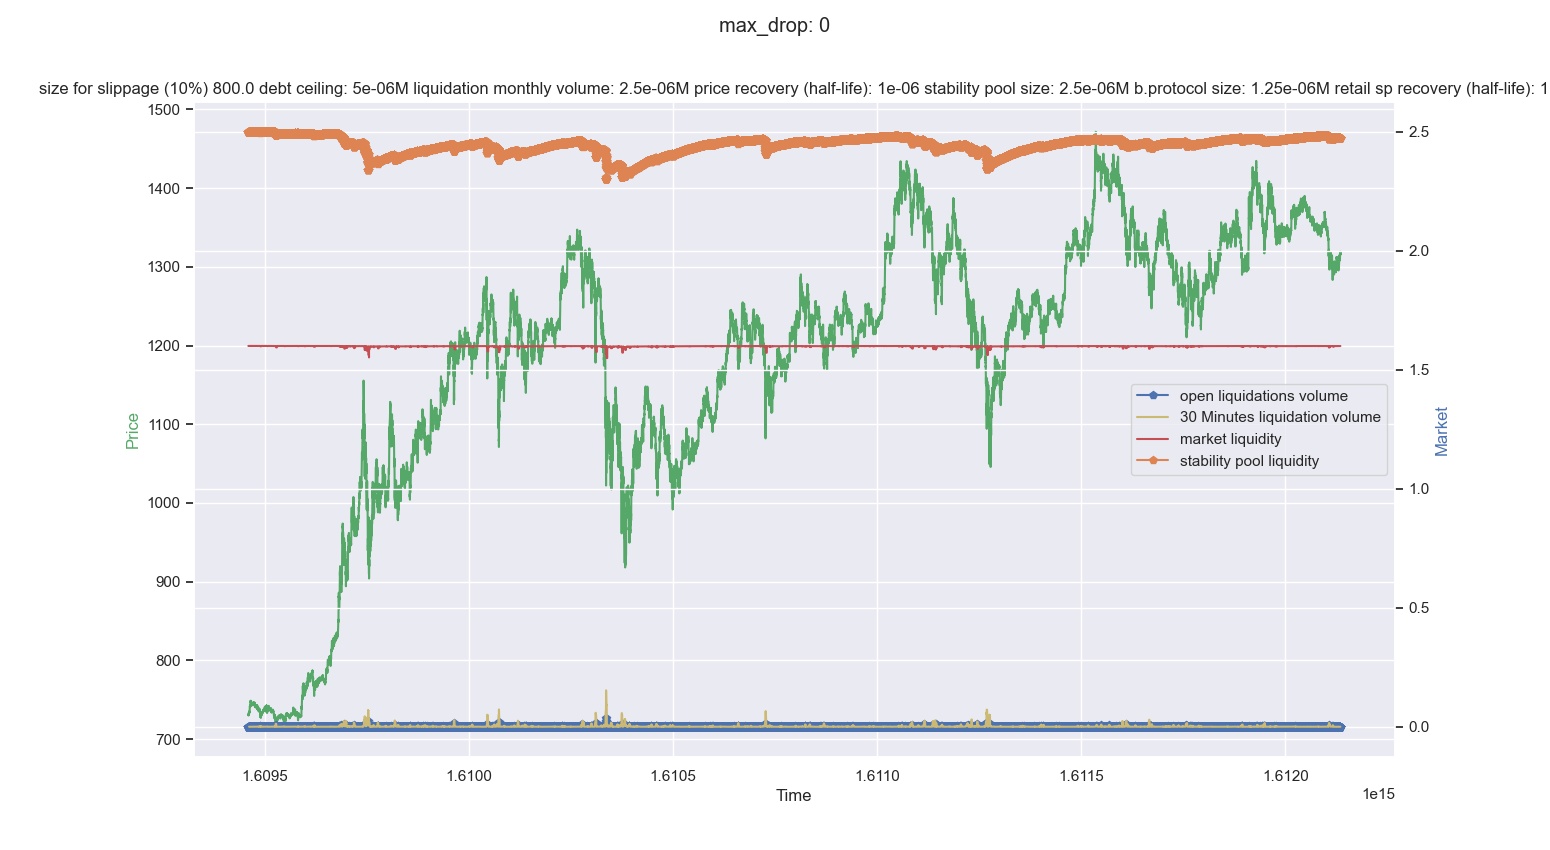 max_drop: 0
size for slippage (10%) 800.0 debt ceiling: 5e-06M liquidation monthly volume: 2.5e-06M price recovery (half-life): 1e-06 stability pool size: 2.5e-06M b.protocol size: 1.25e-06M retail sp recovery (half-life): 1
1500
1400
1300
1200
1100
1000
900
800
700
Price
2.5
2.0
1.5
1.0
0.5
0.0
Market
open liquidations volume
30 Minutes liquidation volume
market liquidity
stability pool liquidity
1.6095
1.6100
1.6105
1.6110
1.6115
1.6120
1e15
Time